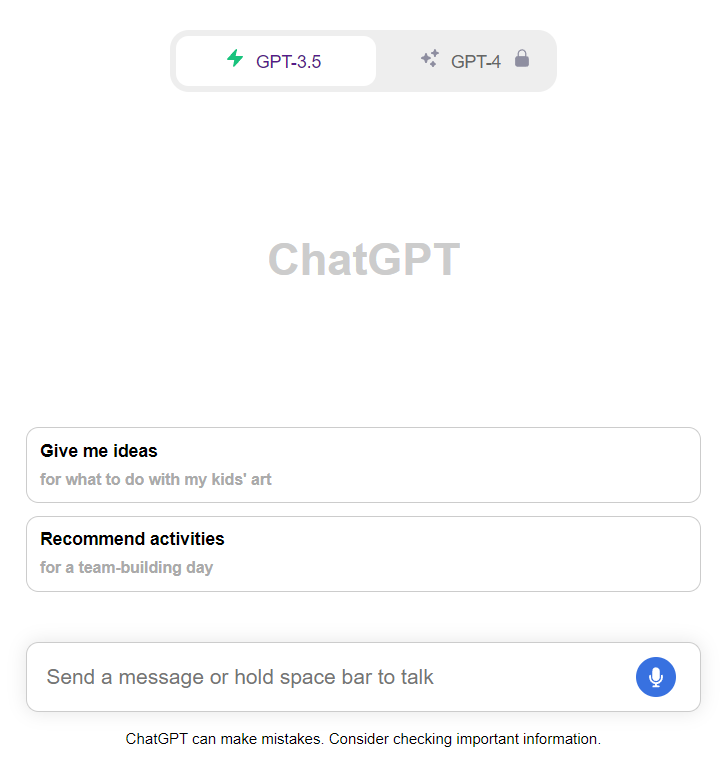 GPT-3.5 GPT-4
ChatGPT
Give me ideas
for what to do with my kids' art
Recommend activities
for a team-building day
Send a message or hold space bar to talk
ChatGPT can make mistakes. Consider checking important information.